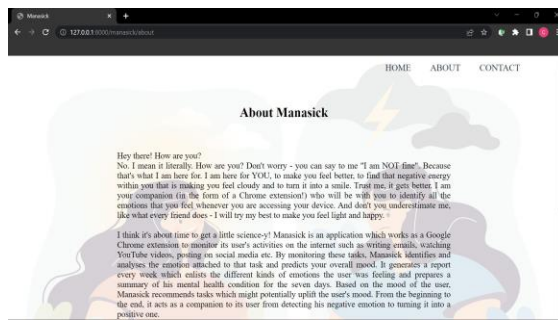 Manasick
127.0.0.1:8000/manasick/about
HOME ABOUT CONTACT
About Manasick
Hey there! How are you?
No. I mean it literally. How are you? Don't worry - you can say to me "I am NOT fine". Because
that's what I am here for. I am here for YOU, to make you feel better, to find that negative energy
within you that is making you feel cloudy and to turn it into a smile. Trust me, it gets better. I am
your companion (in the form of a Chrome extension) who will be with you to identify all the
emotions that you feel whenever you are accessing your device. And don't you underestimate me,
like what every friend does - I will try my best to make you feel light and happy.
I think it's about time to get a little science-y! Manasick is an application which works as a Google
Chrome extension to monitor its user's activities on the internet such as writing emails, watching
YouTube videos, posting on social media etc. By monitoring these tasks, Manasick identifies and
analyses the emotion attached to that task and predicts your overall mood. It generates a report
every week which enlists the different kinds of emotions the user was feeling and prepares a
summary of his mental health condition for the seven days. Based on the mood of the user,
Manasick recommends tasks which might potentially uplift the user's mood. From the beginning to
the end, it acts as a companion to its user from detecting his negative emotion to turning it into a
positive one.